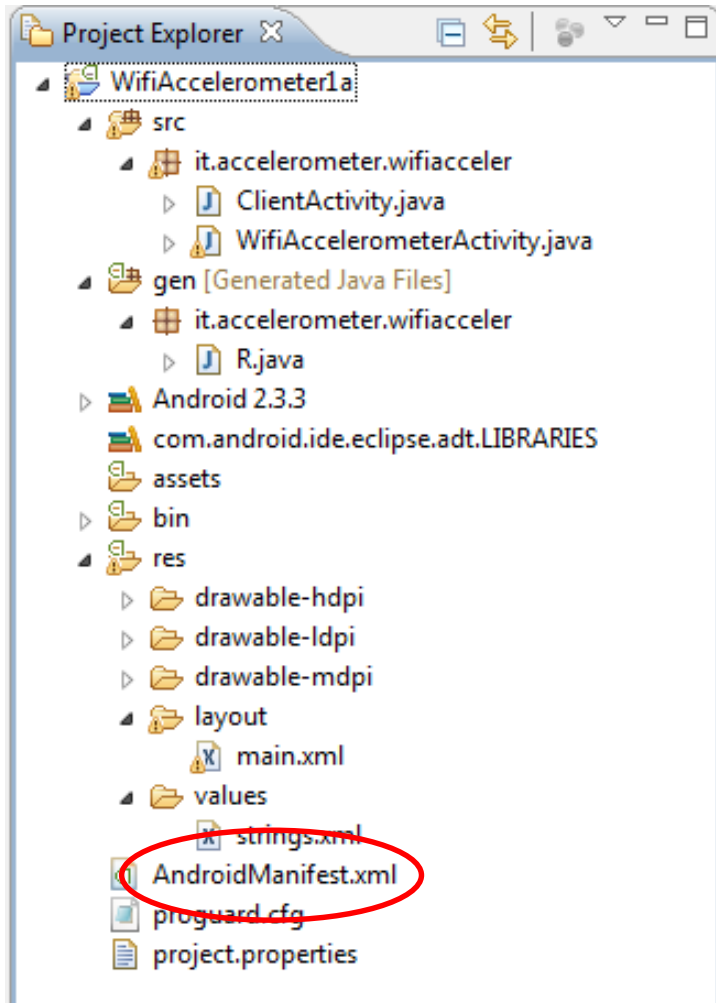 Project Explorer
WifiAccelerometer1a
src
it.accelerometer.wifiacceler
ClientActivity.java
WifiAccelerometerActivity.java
gen [Generated Java Files]
it.accelerometer.wifiacceler
R.java
Android 2.3.3
com.android.ide.eclipse.adt.LIBRARIES
assets
bin
res
drawable-hdpi
drawable-ldpi
drawable-mdpi
layout
main.xml
values
strings.xml
AndroidManifest.xml
proguard.cfg
project.properties